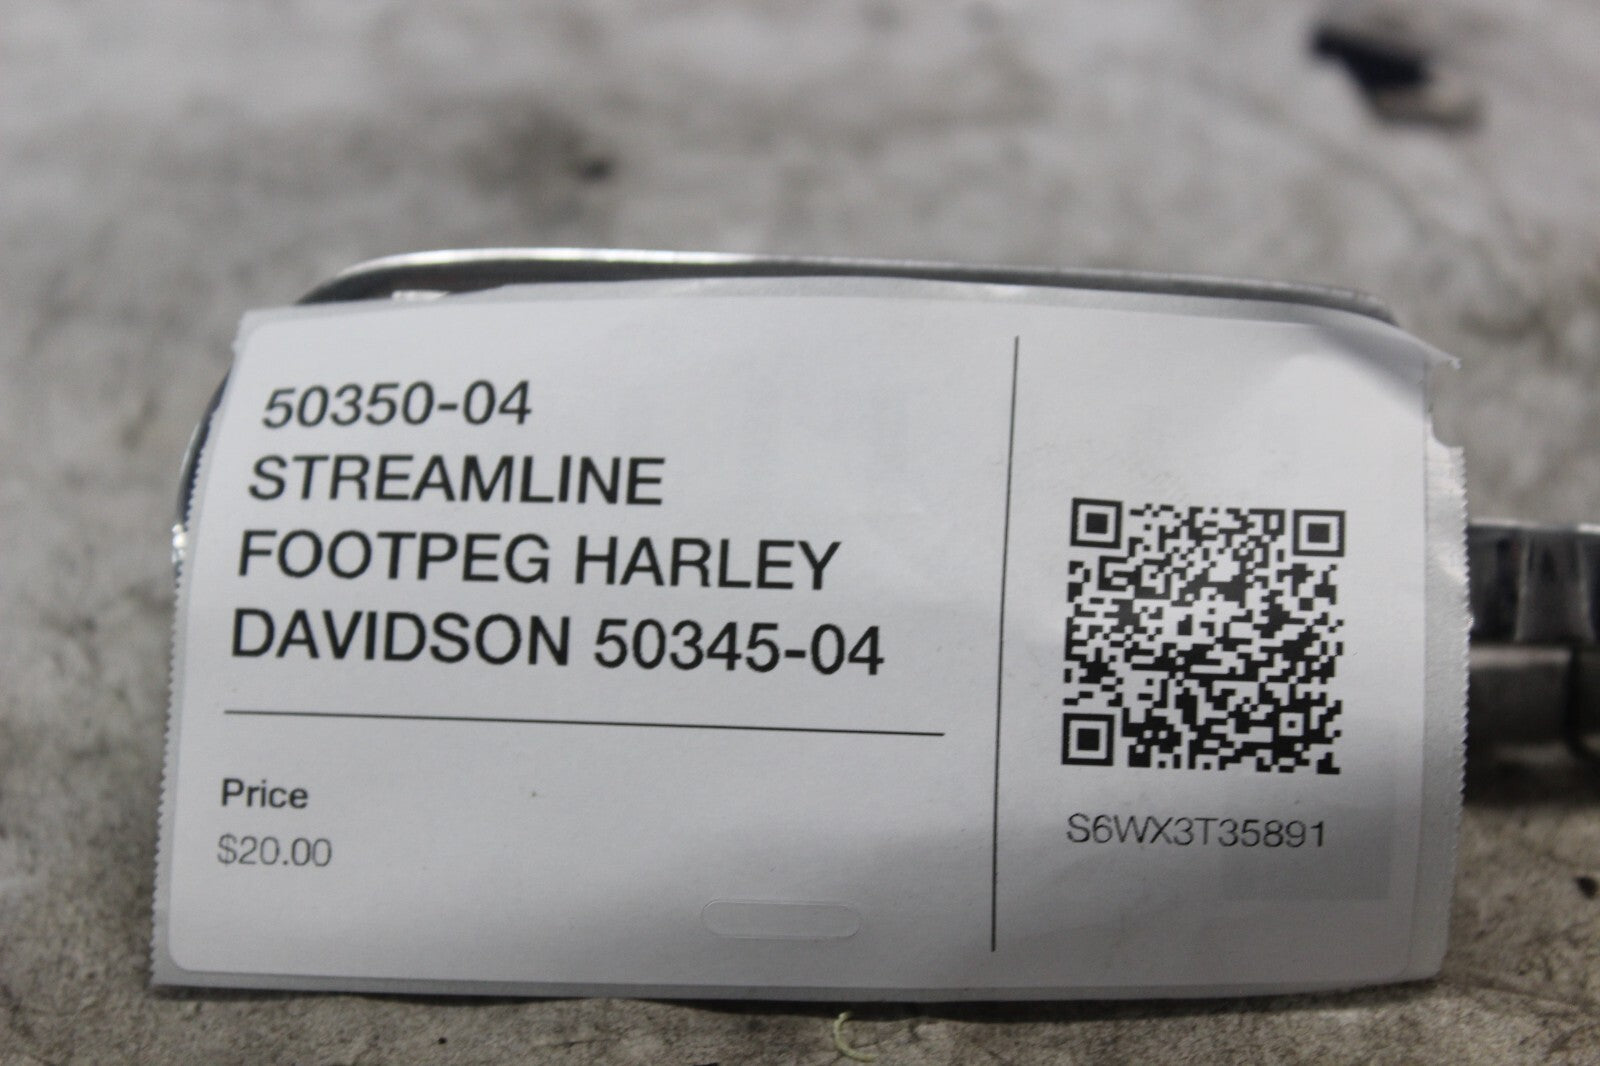 50350-04
STREAMLINE
FOOTPEG HARLEY
DAVIDSON 50345-04
Price
$20.00
S6WX3T35891